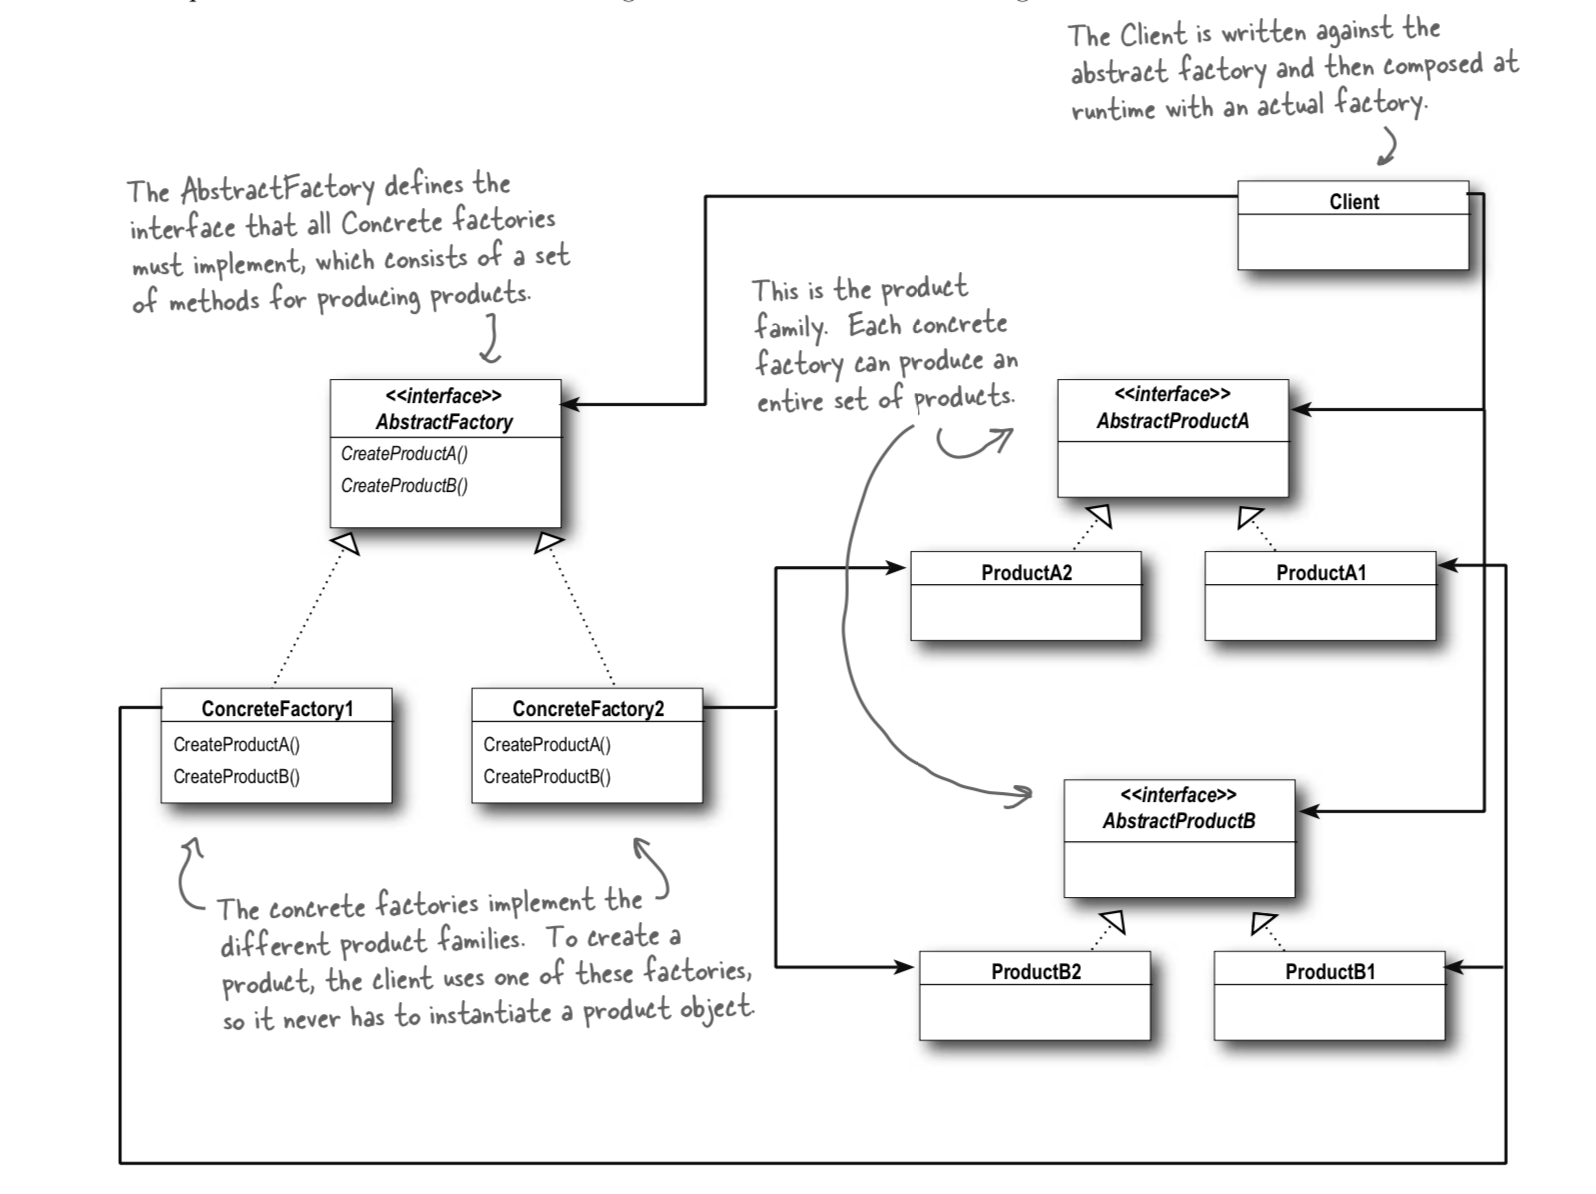 The Client is written against the
abstract factory and then composed at
runtime with an actual factory.
The AbstractFactory defines the
interface that all Concrete factories
must implement, which consists of a set
of methods for producing products.
Client
This is the product
family. Each concrete
factory can produce an
entire set of products.
<<interface>>
AbstractFactory
CreateProductA()
CreateProductB()
<<interface>>
AbstractProductA
ProductA2
ProductA1
ConcreteFactory1
CreateProductA()
CreateProductB()
ConcreteFactory2
CreateProductA()
CreateProductB()
<<interface>>
AbstractProductB
ProductB2
ProductB1
The concrete factories implement the
different product families. To create a
product, the client uses one of these factories,
so it never has to instantiate a product object.